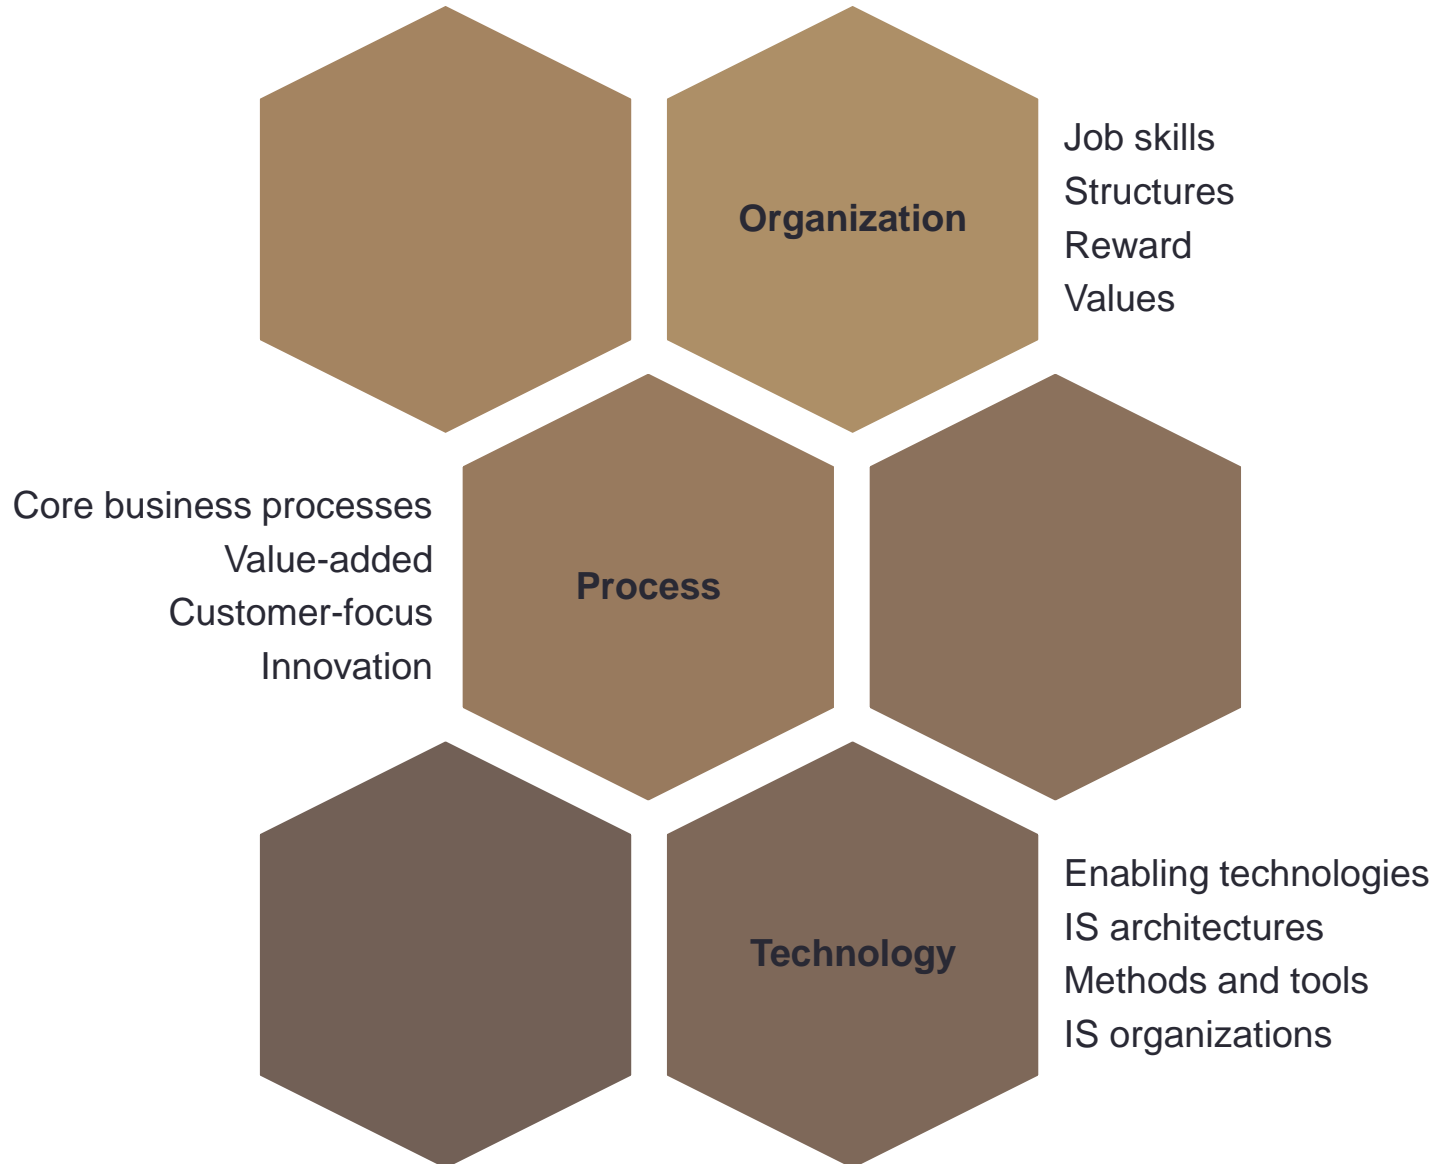 Organization
Job skills
Structures
Reward
Values
Core business processes
Value-added
Customer-focus
Innovation
Process
Technology
Enabling technologies
IS architectures
Methods and tools
IS organizations